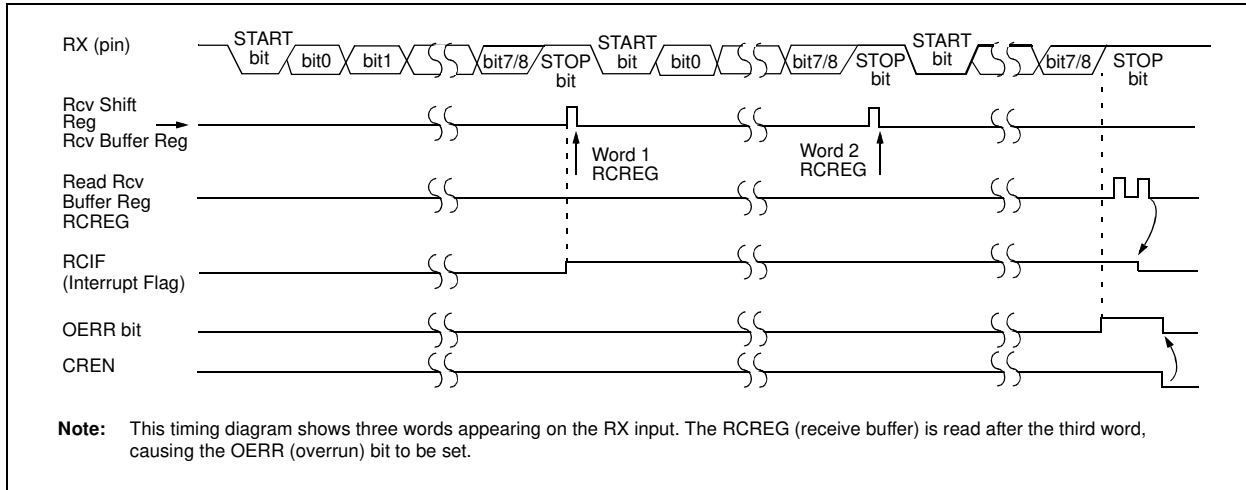 RX (pin)
START
bit
bit0
bit1
bit7/8
STOP
bit
START
bit
bit0
bit7/8
STOP
bit
START
bit
bit7/8
STOP
bit
Rcv Shift
Reg
Rcv Buffer Reg
Word 1
RCREG
Word 2
RCREG
Read Rcv
Buffer Reg
RCREG
RCIF
(Interrupt Flag)
OERR bit
CREN
Note: This timing diagram shows three words appearing on the RX input. The RCREG (receive buffer) is read after the third word,
causing the OERR (overrun) bit to be set.